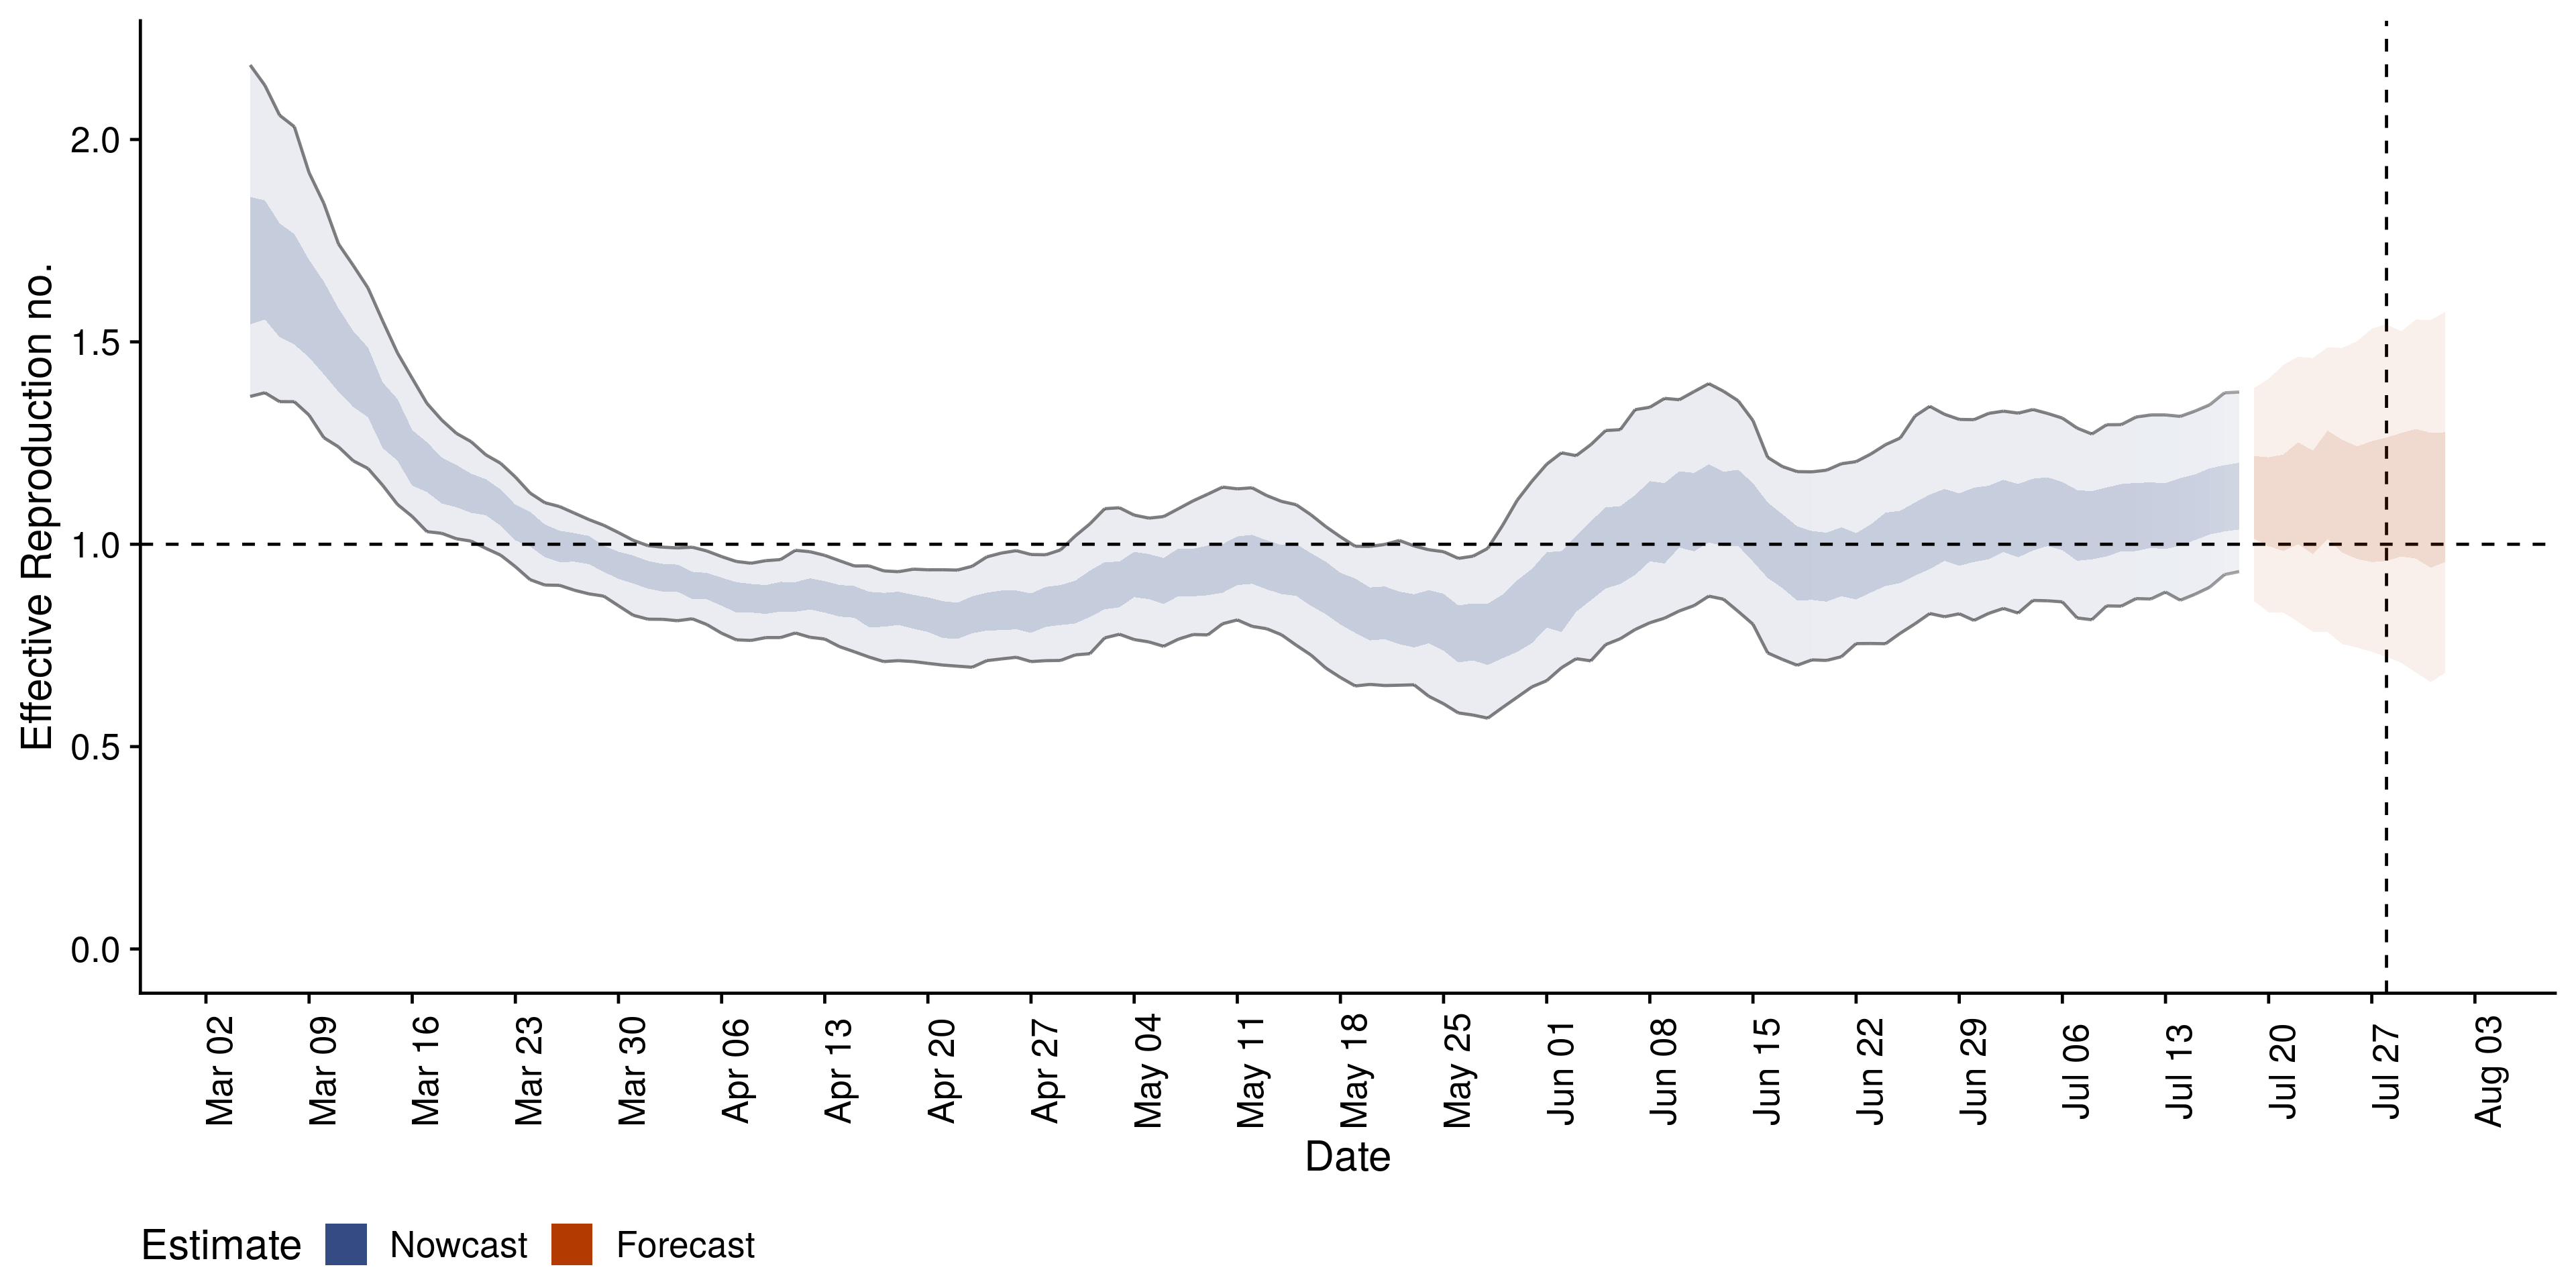 Effective Reproduction no.
2.0
1.5
1.0
0.5
0.0
Mar 02
Mar 09
Mar 16
Mar 23
Mar 30
Apr 06
Apr 13
Apr 20
Apr 27
May 04
May 11
May 18
May 25
Jun 01
Jun 08
Jun 15
Jun 22
Jun 29
Jul 06
Jul 13
Jul 20
Jul 27
Aug 03
Date
Estimate Nowcast Forecast